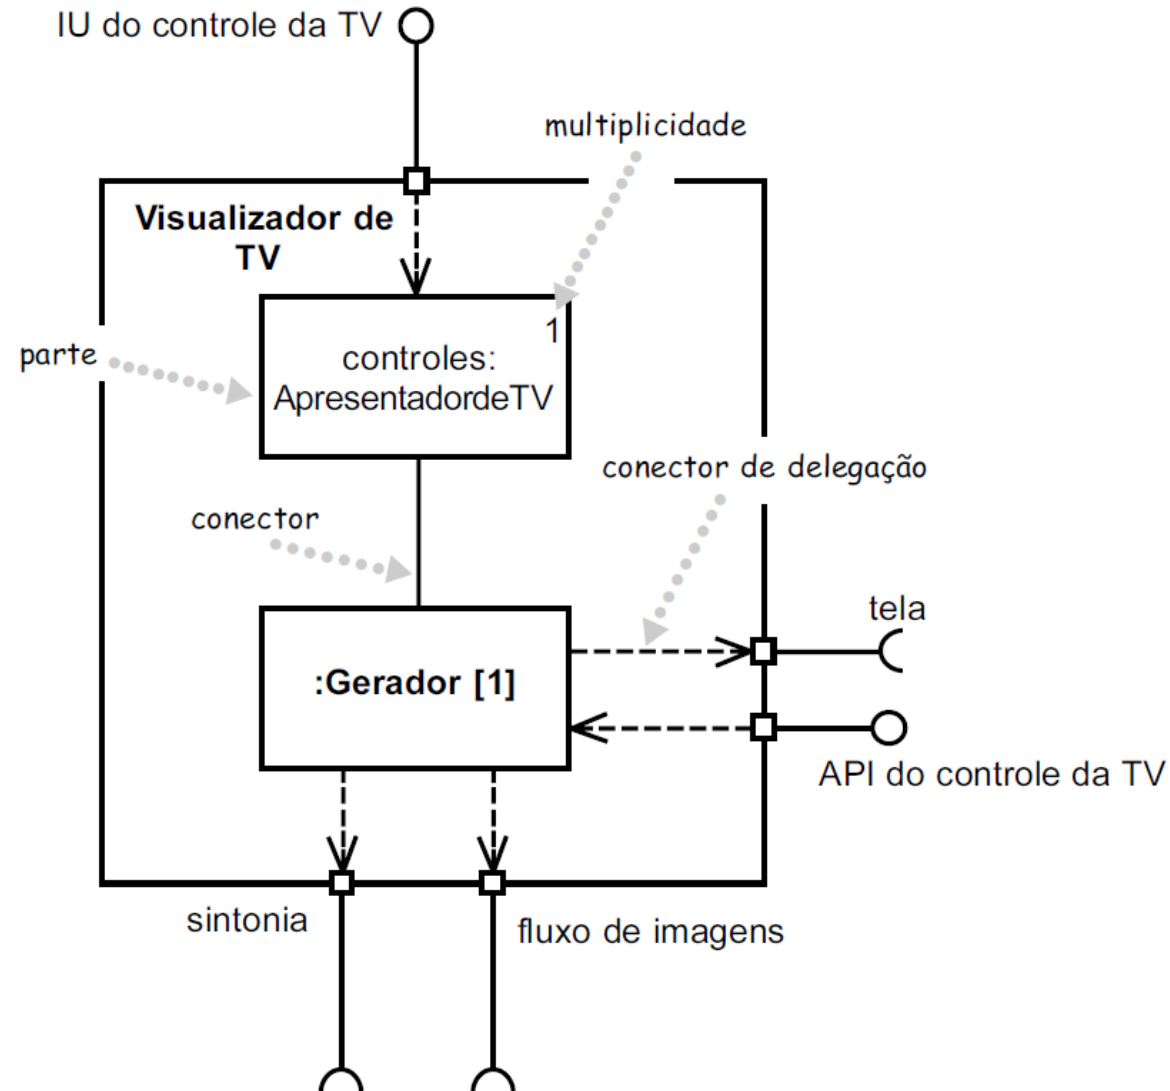 IU do controle da TV
multiplicidade
Visualizador de
TV
1
parte
controles:
ApresentadordeTV
conector de delegação
conector
tela
:Gerador [1]
API do controle da TV
sintonia
fluxo de imagens